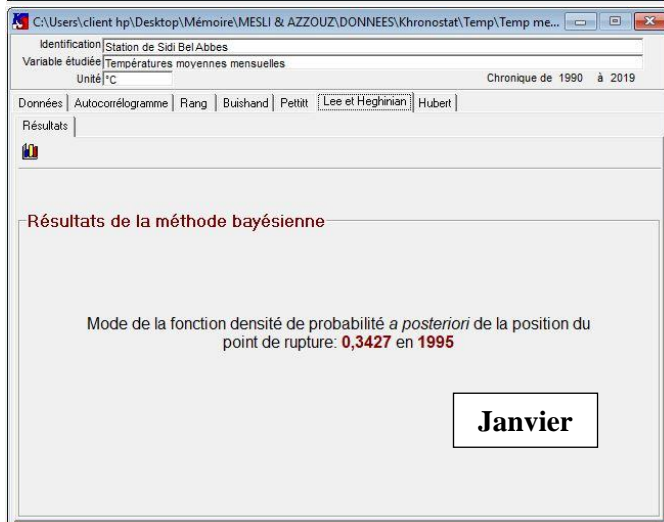 C:\Users\client hp\Desktop\Mémoire\MESLI & AZZOUZ\DONNEES\Khronostat\Temp\Temp me...
Identification Station de Sidi Bel Abbes
Variable étudiée Températures moyennes mensuelles
Unité °C Chronique de 1990 à 2019
Données Autocorrélogramme Rang Buishand Pettitt Lee et Heghinian Hubert
Résultats
Résultats de la méthode bayésienne
Mode de la fonction densité de probabilité a posteriori de la position du
point de rupture: 0,3427 en 1995
Janvier